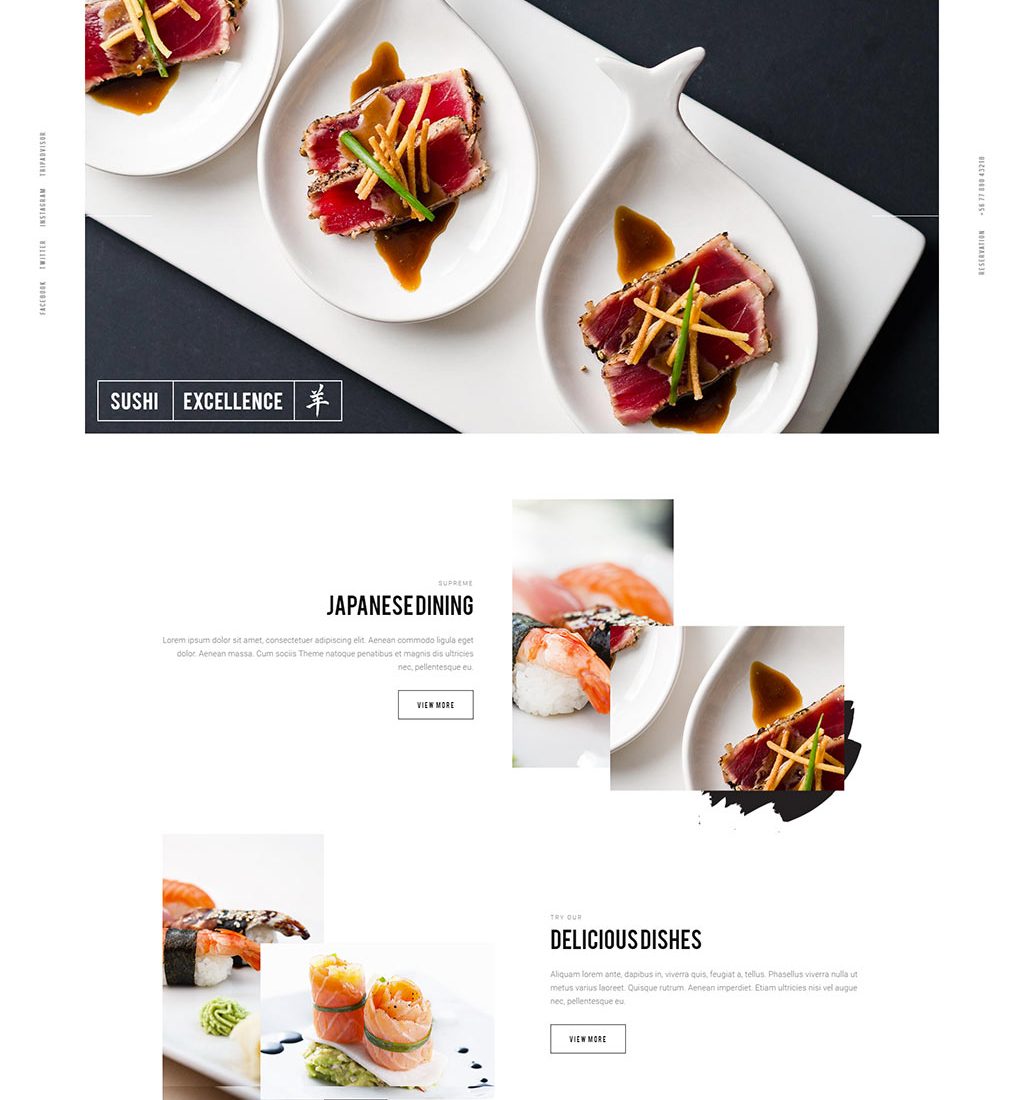 FACEBOOK TWITTER INSTAGRAM TRIPADVISOR
RESERVATION +56 77 880 43210
SUSHI EXCELLENCE 羊
SUPREME
JAPANESE DINING
Lorem ipsum dolor sit amet, consectetuer adipiscing elit. Aenean commodo ligula eget
dolor. Aenean massa. Cum sociis Theme natoque penatibus et magnis dis ultricies
nec, pellentesque eu.
VIEW MORE
TRY OUR
DELICIOUS DISHES
Aliquam lorem ante, dapibus in, viverra quis, feugiat a, tellus. Phasellus viverra nulla ut
metus varius laoreet. Quisque rutrum. Aenean imperdiet. Etiam ultricies nisi vel augue
nec, pellentesque eu.
VIEW MORE